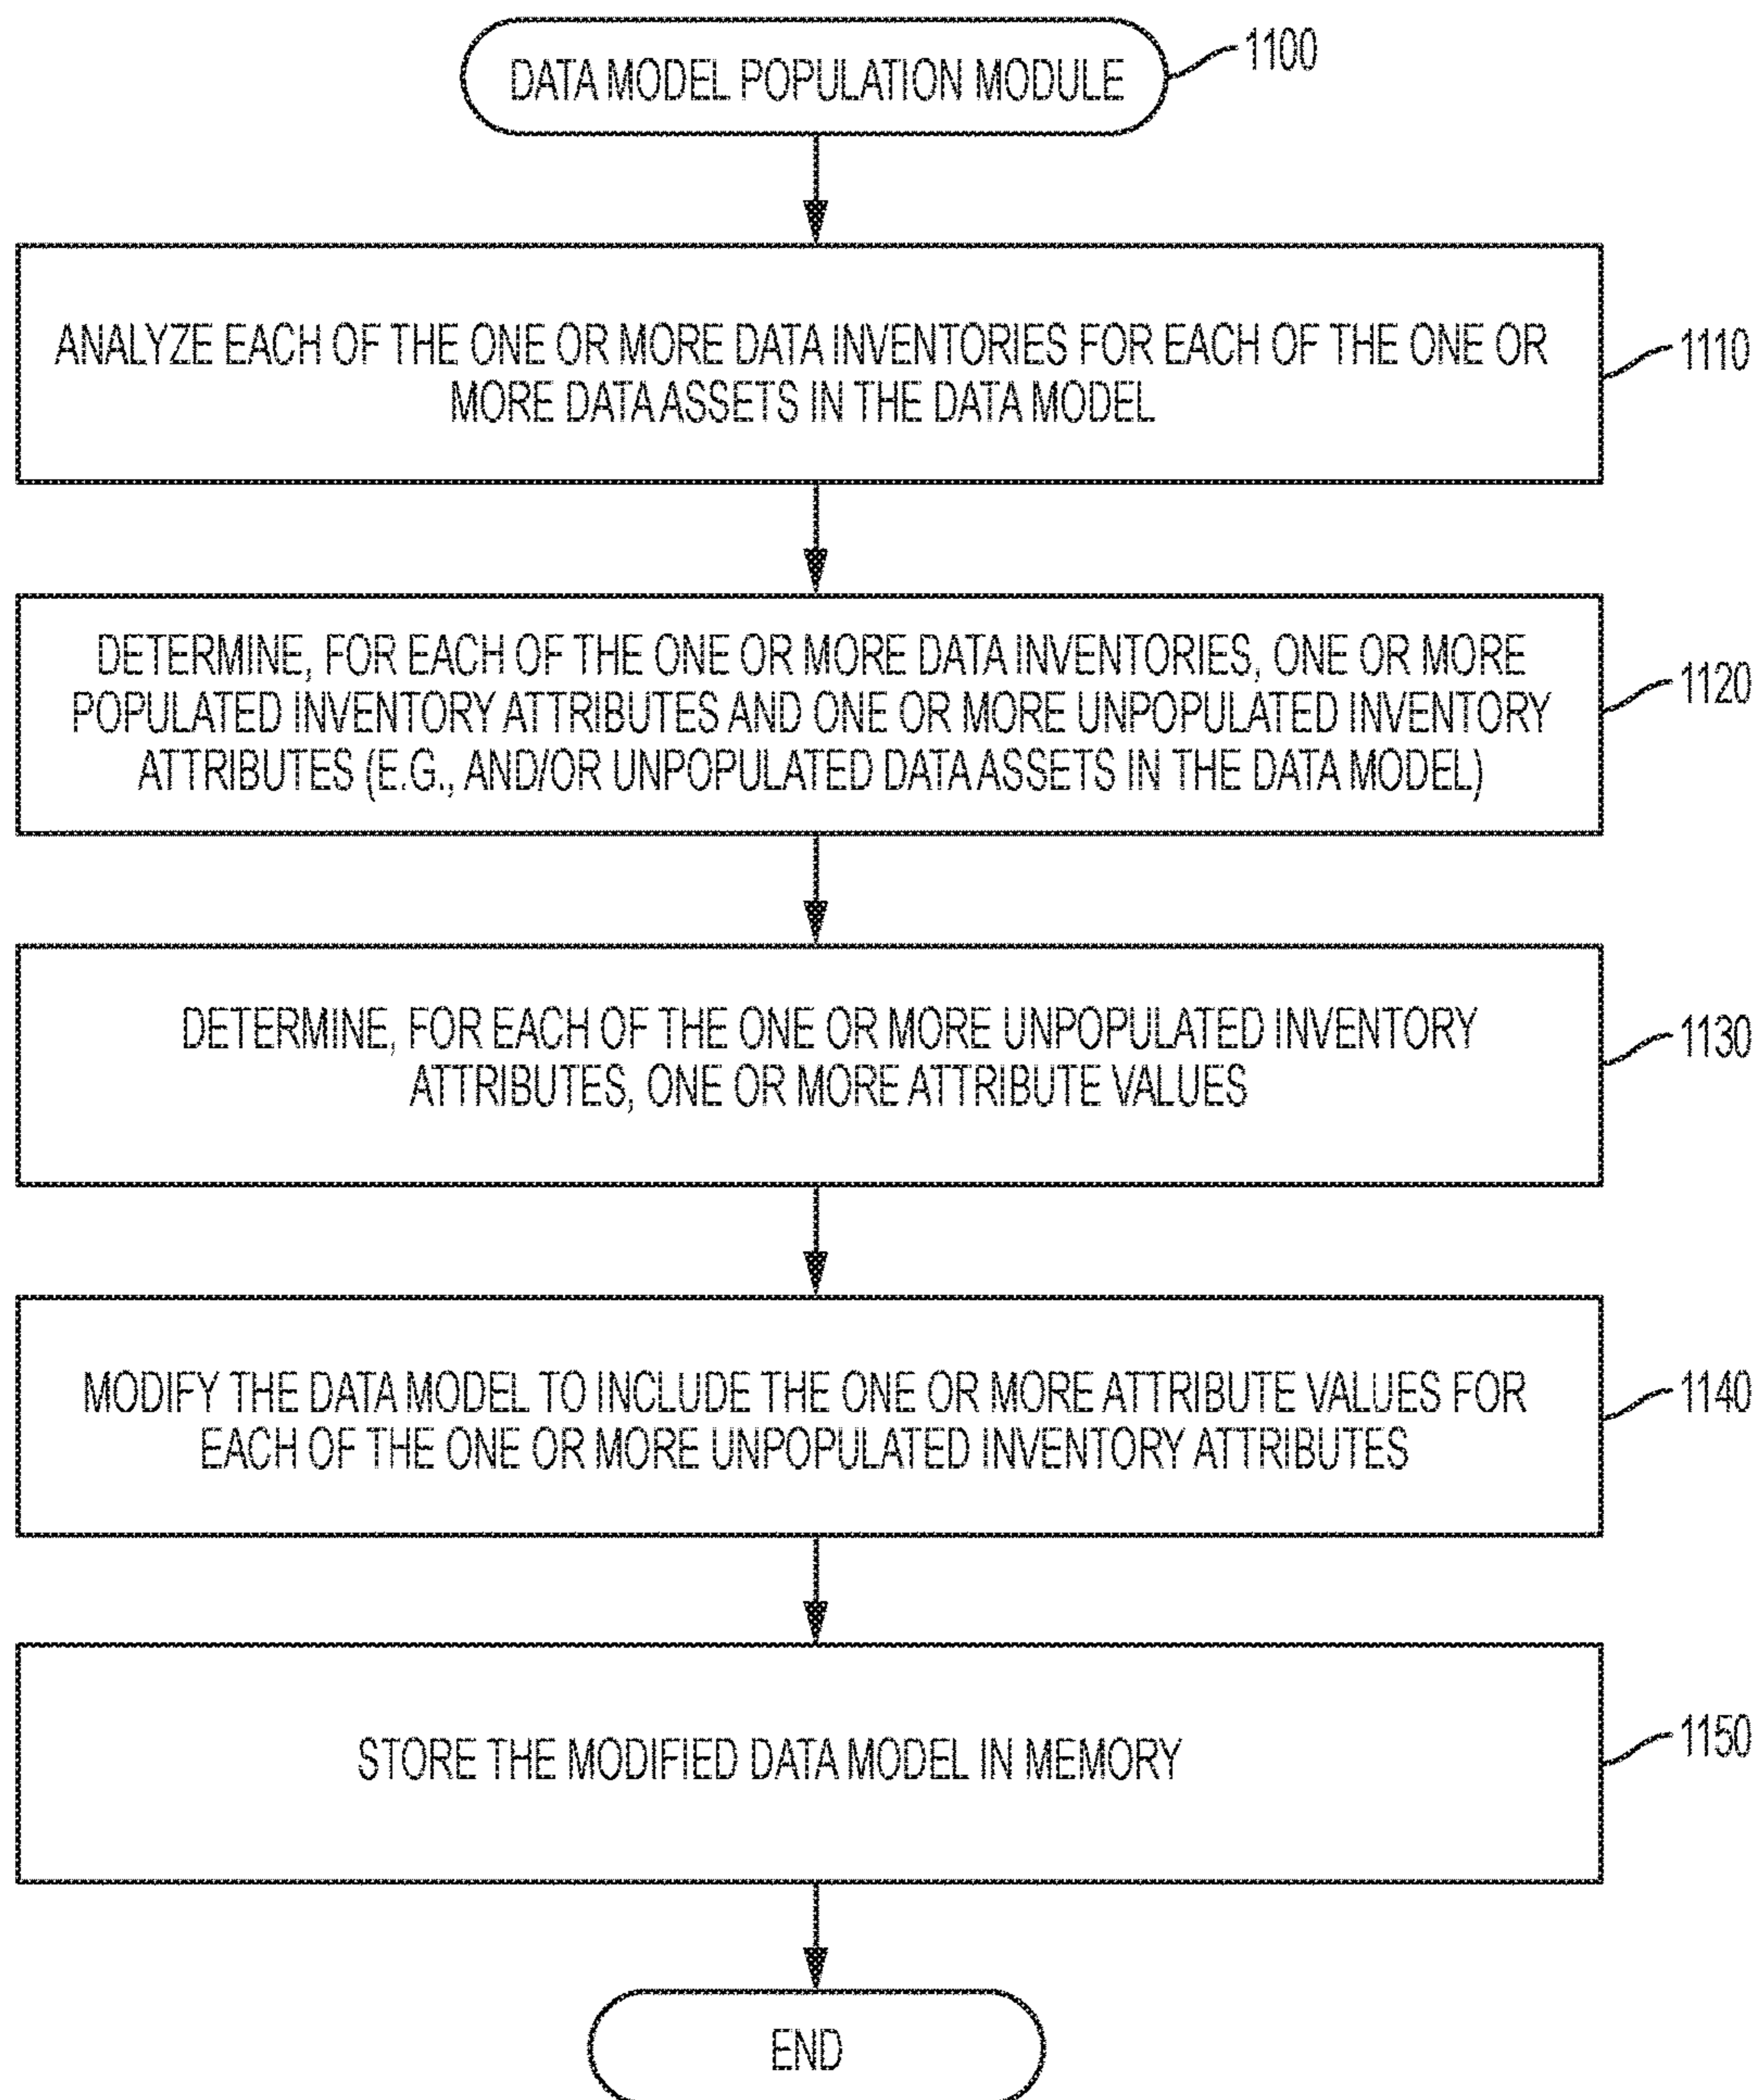 DATA MODEL POPULATION MODULE
1100
ANALYZE EACH OF THE ONE OR MORE DATA INVENTORIES FOR EACH OF THE ONE OR
MORE DATA ASSETS IN THE DATA MODEL
1110
DETERMINE, FOR EACH OF THE ONE OR MORE DATA INVENTORIES, ONE OR MORE
POPULATED INVENTORY ATTRIBUTES AND ONE OR MORE UNPOPULATED INVENTORY
ATTRIBUTES (E.G., AND/OR UNPOPULATED DATA ASSETS IN THE DATA MODEL)
1120
DETERMINE, FOR EACH OF THE ONE OR MORE UNPOPULATED INVENTORY
ATTRIBUTES, ONE OR MORE ATTRIBUTE VALUES
1130
MODIFY THE DATA MODEL TO INCLUDE THE ONE OR MORE ATTRIBUTE VALUES FOR
EACH OF THE ONE OR MORE UNPOPULATED INVENTORY ATTRIBUTES
1140
STORE THE MODIFIED DATA MODEL IN MEMORY
1150
END